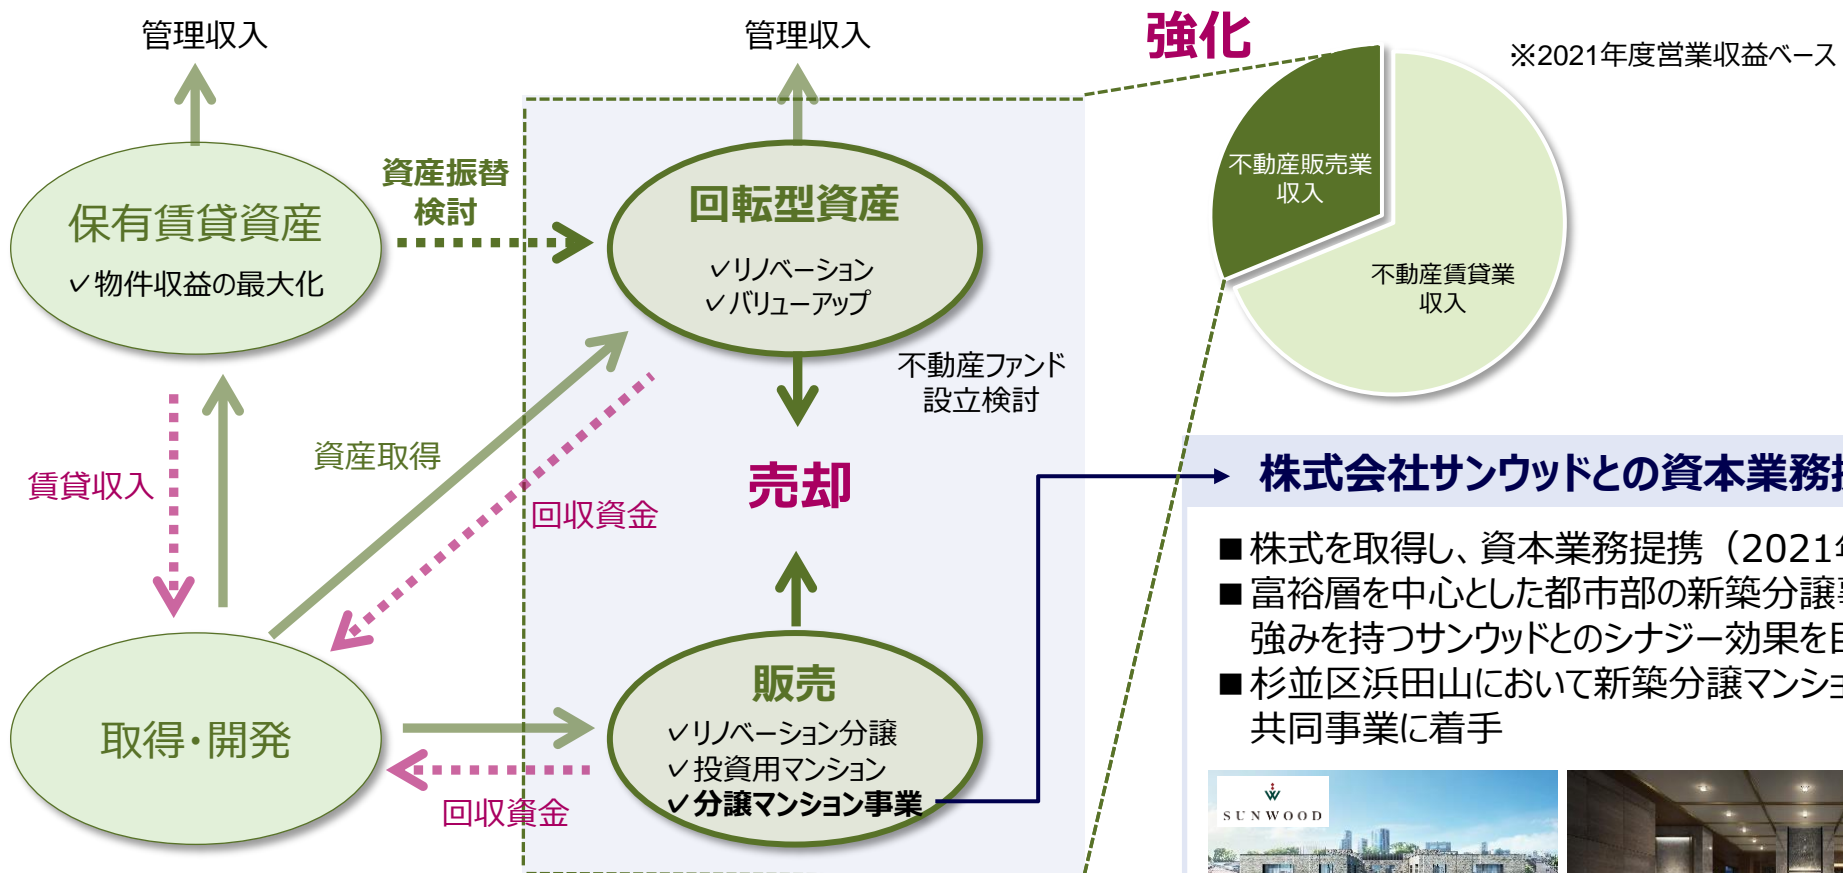 管理収入
管理収入
強化
※2021年度営業収益ベース
資産振替
検討
保有賃貸資産
✓物件収益の最大化
回転型資産
✓リノベーション
✓バリューアップ
不動産販売業
収入
不動産賃貸業
収入
不動産ファンド
設立検討
資産取得
賃貸収入
回収資金
売却
株式会社サンウッドとの資本業務
■株式を取得し、資本業務提携（2021
■富裕層を中心とした都市部の新築分譲
強みを持つサンウッドとのシナジー効果を
■杉並区浜田山において新築分譲マンショ
共同事業に着手
取得・開発
販売
✓リノベーション分譲
✓投資用マンション
✓分譲マンション事業
回収資金
SUNWOOD